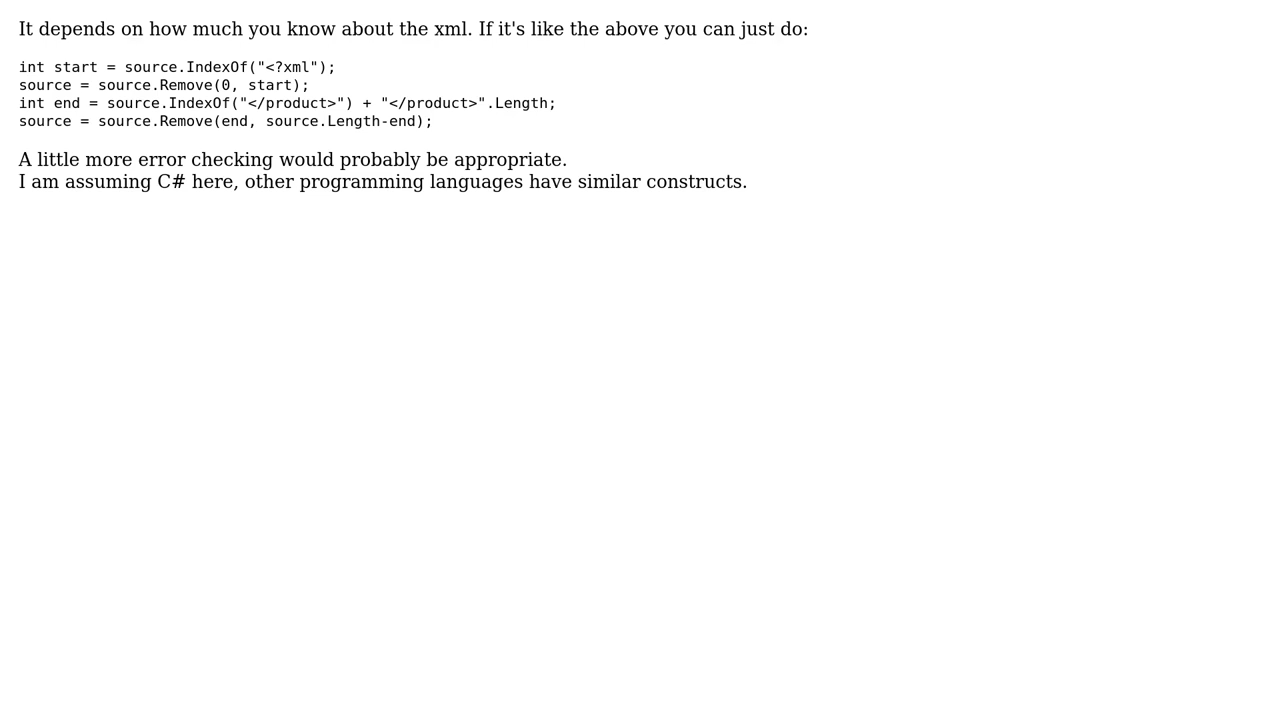 It depends on how much you know about the xml. If it's like the above you can just do:
int start = source.IndexOf("<?xml");
source = source.Remove(0, start);
int end = source.IndexOf("</product>") + "</product>".Length;
source = source.Remove(end, source.Length-end);
A little more error checking would probably be appropriate.
I am assuming C# here, other programming languages have similar constructs.